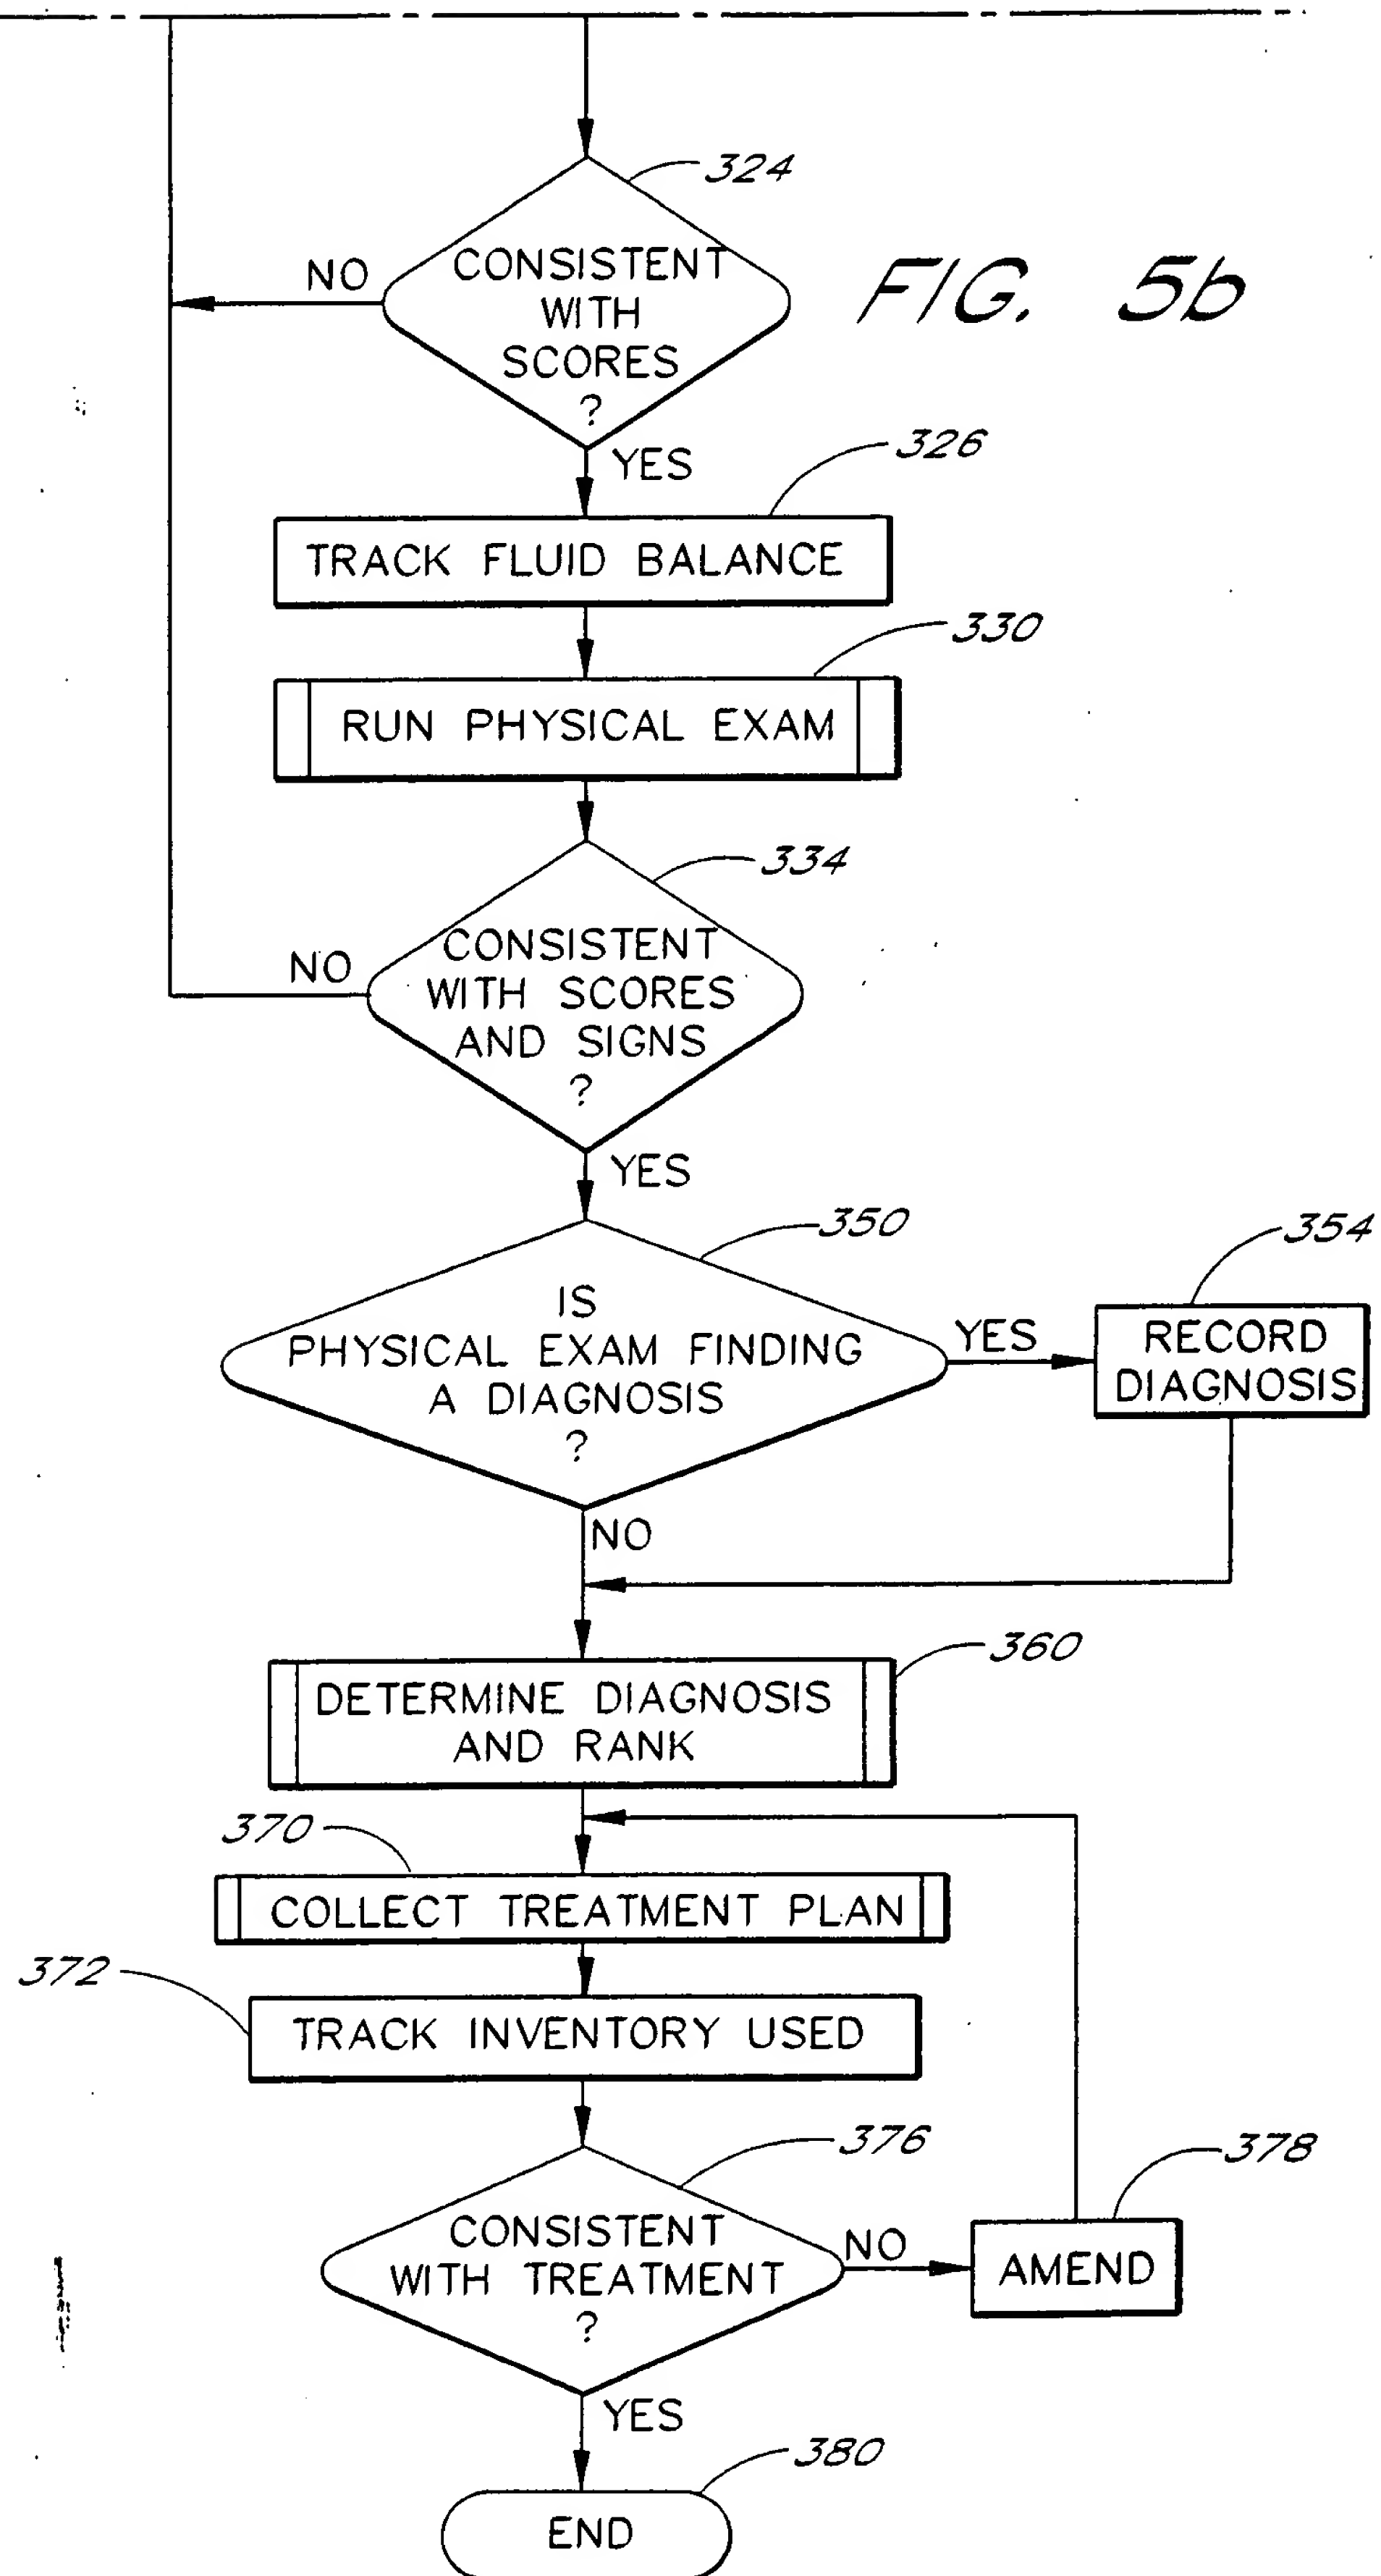 324
NO
CONSISTENT
WITH
SCORES
?
FIG. 5b
YES
326
TRACK FLUID BALANCE
330
RUN PHYSICAL EXAM
334
NO
CONSISTENT
WITH SCORES
AND SIGNS
?
YES
350
354
IS
PHYSICAL EXAM FINDING
A DIAGNOSIS
?
YES
RECORD
DIAGNOSIS
NO
360
DETERMINE DIAGNOSIS
AND RANK
370
COLLECT TREATMENT PLAN
372
TRACK INVENTORY USED
376
378
CONSISTENT
WITH TREATMENT
?
NO
AMEND
YES
380
END